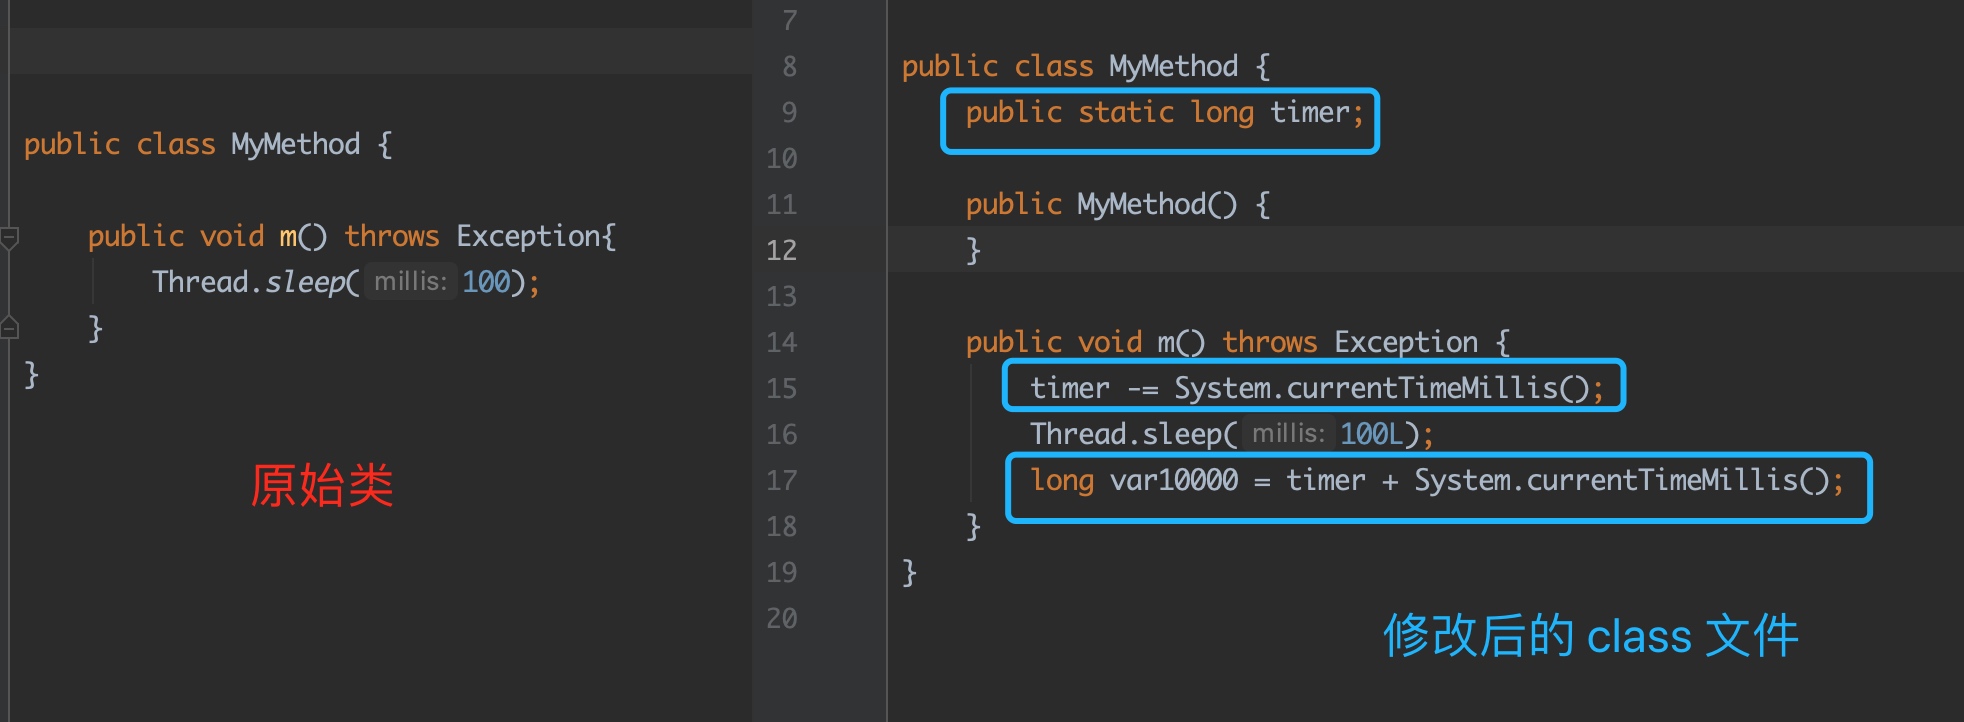 public class MyMethod {
public void m() throws Exception{
Thread.sleep( millis: 100);
}
}
原始类
7
8 public class MyMethod {
9 public static long timer;
10
11 public MyMethod() {
12 }
13
14 public void m() throws Exception {
15 timer -= System.currentTimeMillis();
16 Thread.sleep( millis: 100L);
17 long var10000 = timer + System.currentTimeMillis();
18 }
19 }
20
修改后的 class 文件